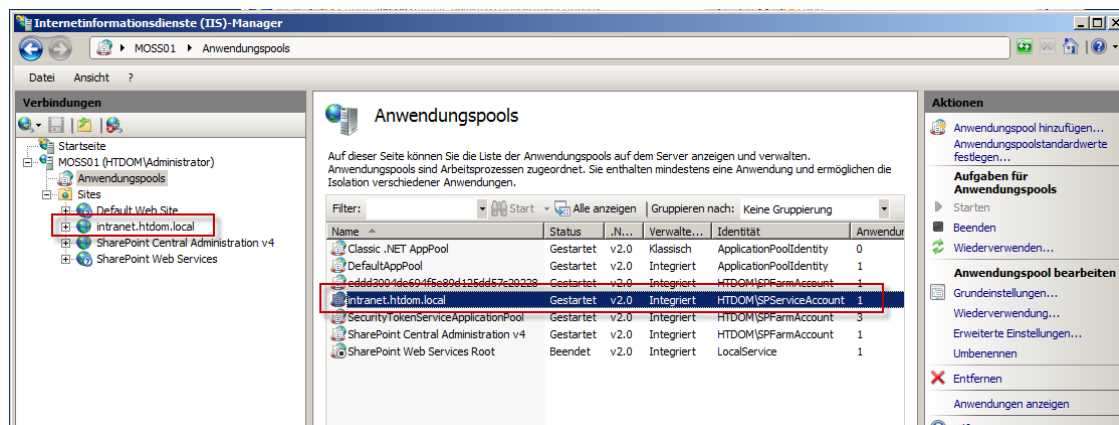 Internetinformationsdienste (IIS)-Manager
MOSS01 Anwendungspools
Datei Ansicht ?
Verbindungen
Startseite
MOSS01 (HTDOM\Administrator)
Anwendungspools
Sites
Default Web Site
intranet.htdom.local
SharePoint Central Administration v4
SharePoint Web Services
Anwendungspools
Auf dieser Seite können Sie die Liste der Anwendungspools auf dem Server anzeigen und verwalten.
Anwendungspools sind Arbeitsprozessen zugeordnet. Sie enthalten mindestens eine Anwendung und ermöglichen die
Isolation verschiedener Anwendungen.
Filter: Start Alle anzeigen Gruppieren nach: Keine Gruppierung
Name Status .N... Verwalte... Identität Anwendur
Classic .NET AppPool Gestartet v2.0 Klassisch ApplicationPoolIdentity 0
DefaultAppPool Gestartet v2.0 Integriert ApplicationPoolIdentity 1
Gestartet v2.0 Integriert HTDOM\SPFarmAccount 1
intranet.htdom.local Gestartet v2.0 Integriert HTDOM\SPServiceAccount 1
SecurityTokenServiceApplicationPool Gestartet v2.0 Integriert HTDOM\SPFarmAccount 3
SharePoint Central Administration v4 Gestartet v2.0 Integriert HTDOM\SPFarmAccount 1
SharePoint Web Services Root Beendet v2.0 Integriert LocalService 1
Aktionen
Anwendungspool hinzufügen...
Anwendungspoolstandardwerte
festlegen...
Aufgaben für
Anwendungspools
Starten
Beenden
Wiederverwenden...
Anwendungspool bearbeiten
Grundeinstellungen...
Wiederverwendung...
Erweiterte Einstellungen...
Umbenennen
Entfernen
Anwendungen anzeigen